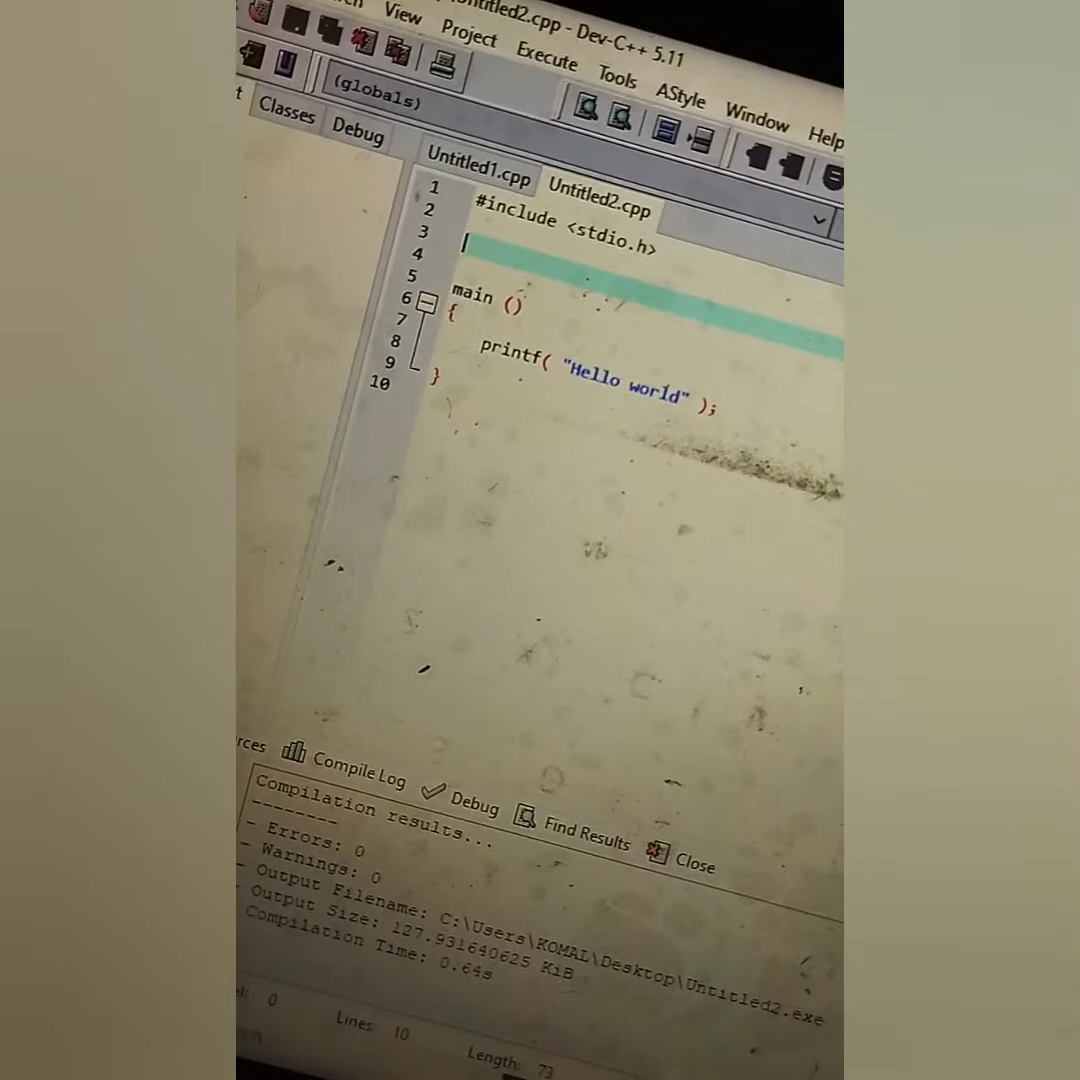 Untitled2.cpp - Dev-C++ 5.11
View Project Execute Tools AStyle Window Help
(globals)
Classes Debug
Untitled1.cpp Untitled2.cpp
1
2 #include <stdio.h>
3
4
5 main ()
6 {
7 printf( "Hello world" );
8
9 }
10
Compile Log Debug Find Results Close
Compilation results...
--------
- Errors: 0
- Warnings: 0
- Output Filename: C:\Users\KOMAL\Desktop\Untitled2.exe
- Output Size: 127.931640625 KiB
- Compilation Time: 0.64s
0 Lines: 10 Length: 73